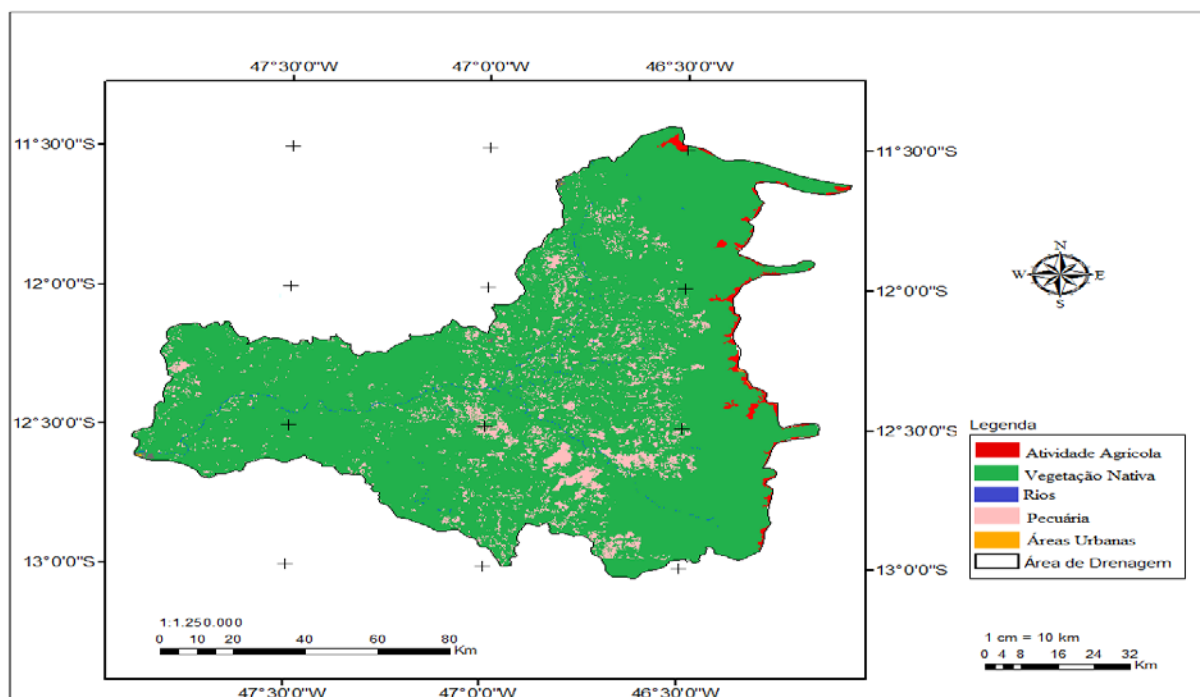 47°30'0"W 47°0'0"W 46°30'0"W
11°30'0"S 11°30'0"S
N
W E
S
12°0'0"S 12°0'0"S
12°30'0"S 12°30'0"S
Legenda
Atividade Agricola
Vegetação Nativa
Rios
Pecuária
Áreas Urbanas
Área de Drenagem
13°0'0"S 13°0'0"S
1:1.250.000
0 10 20 40 60 80
Km
1 cm = 10 km
0 4 8 16 24 32
Km
47°30'0"W 47°0'0"W 46°30'0"W